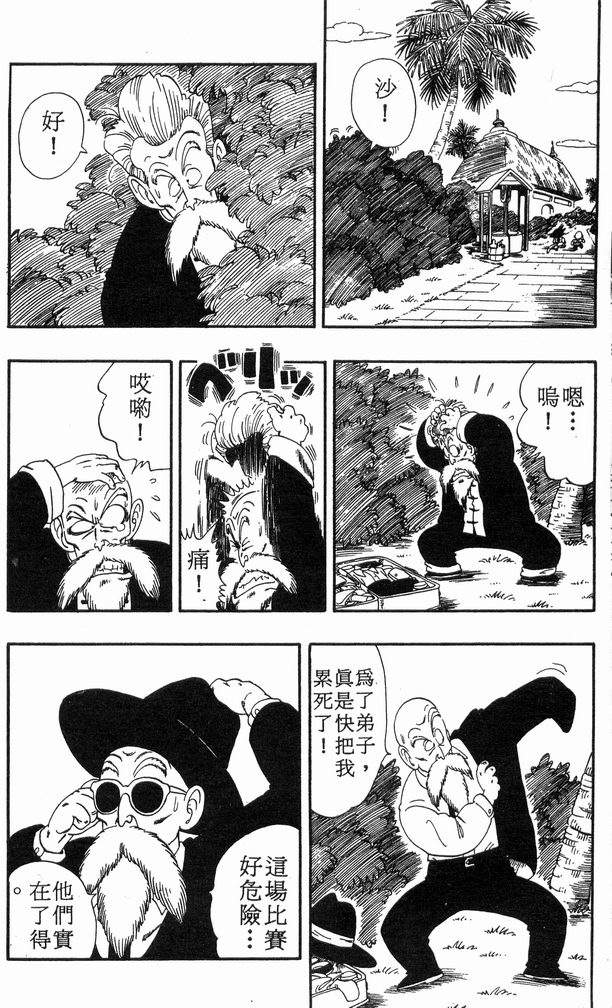 沙！
好！
嗯…
嗚！
痛！
哎喲！
爲了弟子，
眞是快把我
累死了！
這場比賽
好危險…
他們實
在了得
。